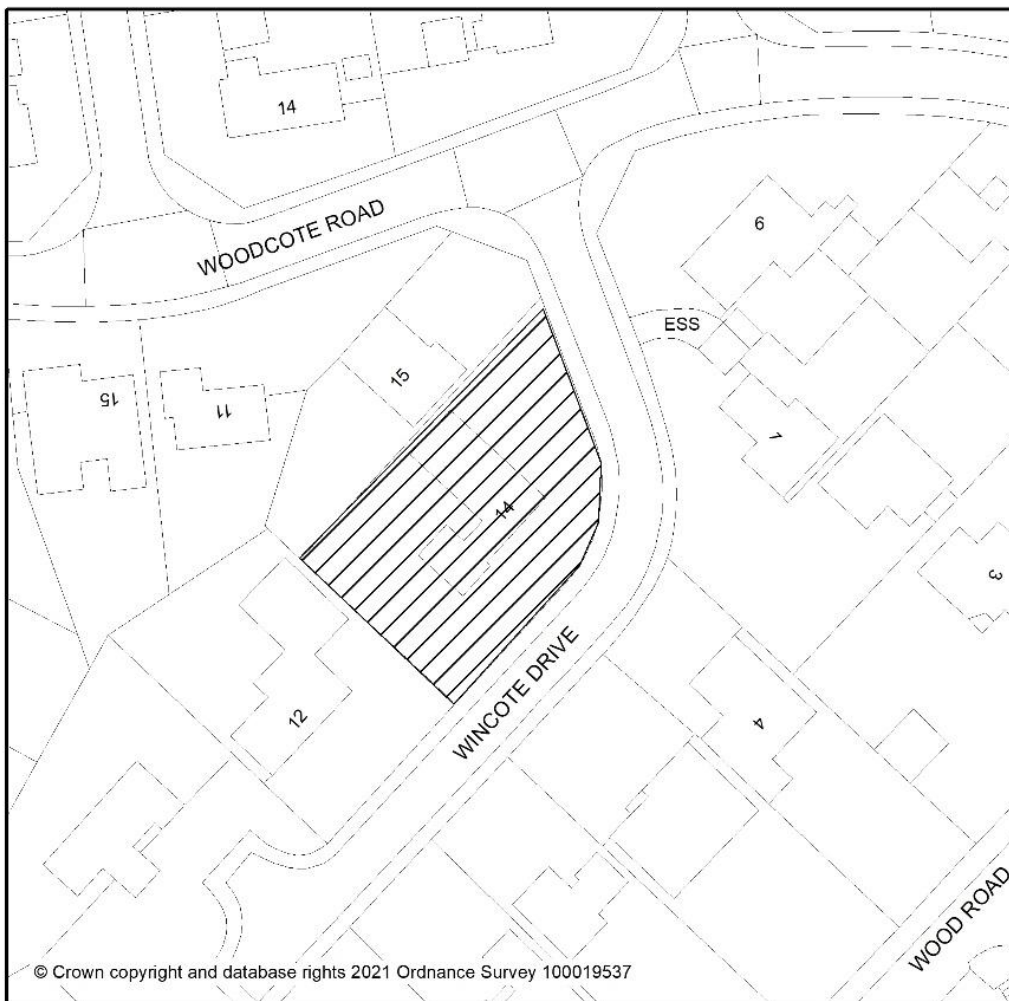 14
WOODCOTE ROAD
6
ESS
15
15
11
7
14
3
WINCOTE DRIVE
12
4
WOOD ROAD
© Crown copyright and database rights 2021 Ordnance Survey 100019537